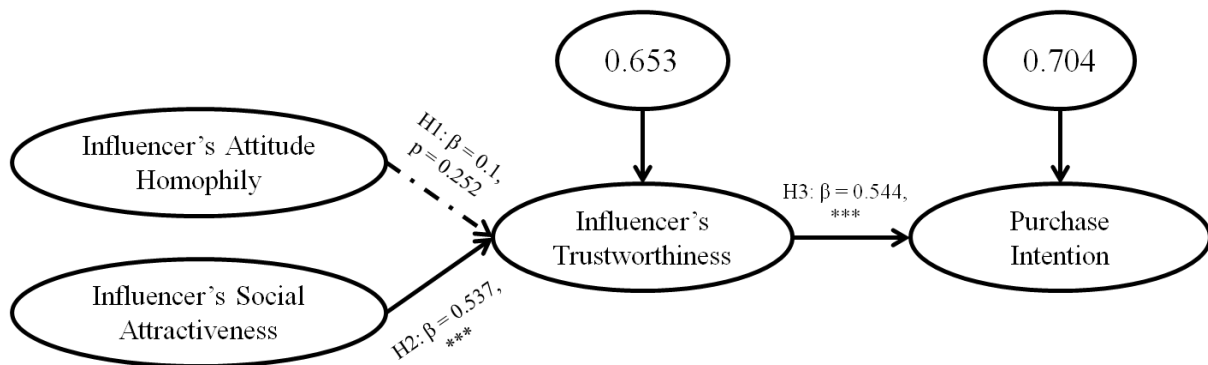 0.653
0.704
Influencer’s Attitude
Homophily
H1: β = 0.1,
p = 0.252
Influencer’s
Trustworthiness
H3: β = 0.544,
***
Purchase
Intention
Influencer’s Social
Attractiveness
H2: β = 0.537,
***